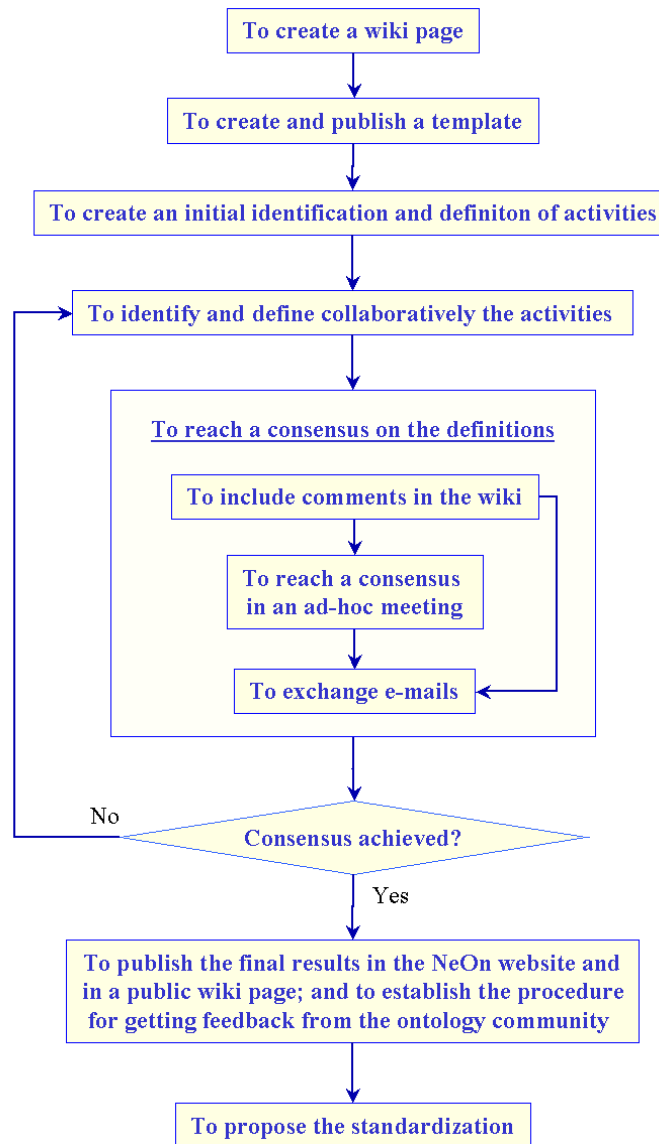 To create a wiki page
To create and publish a template
To create an initial identification and definiton of activities
To identify and define collaboratively the activities
To reach a consensus on the definitions
To include comments in the wiki
To reach a consensus
in an ad-hoc meeting
To exchange e-mails
No
Consensus achieved?
Yes
To publish the final results in the NeOn website and
in a public wiki page; and to establish the procedure
for getting feedback from the ontology community
To propose the standardization